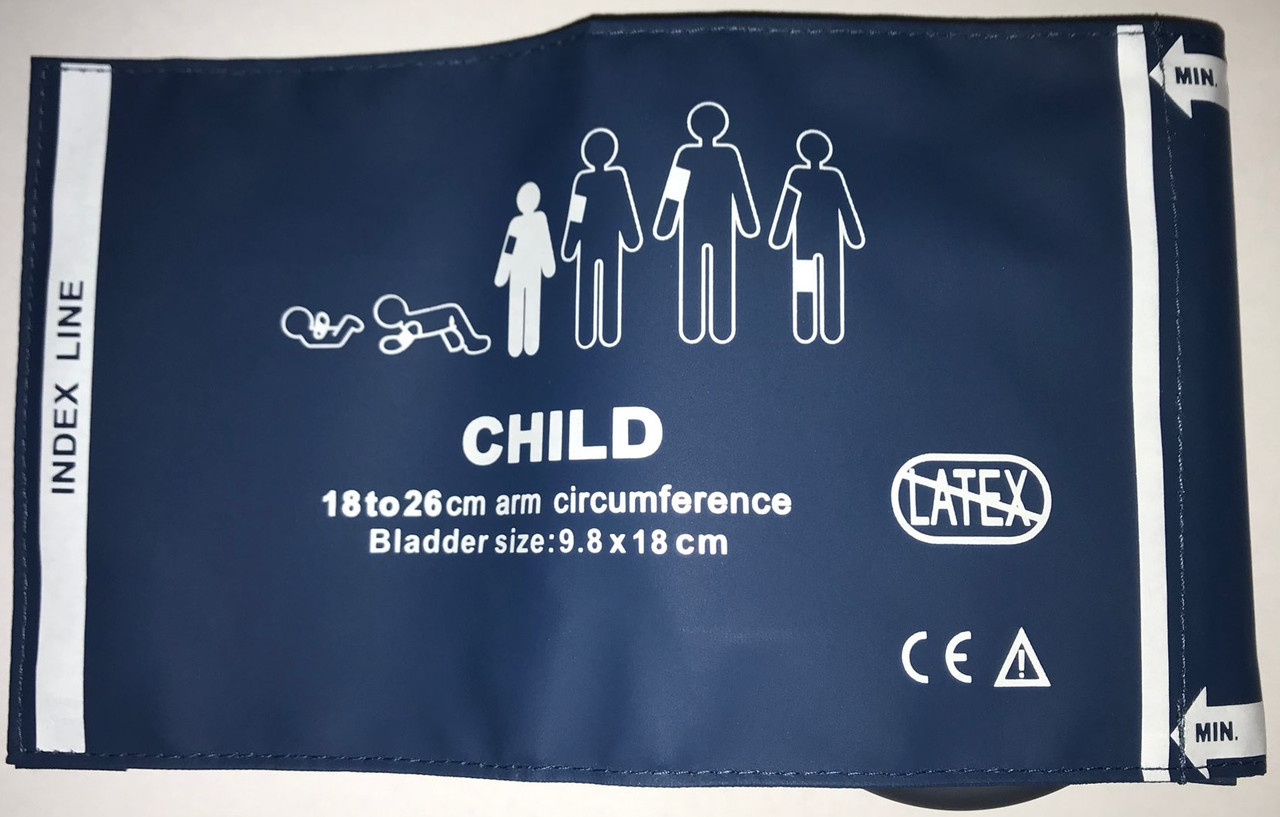 INDEX LINE
MIN.
CHILD
18 to 26 cm arm circumference
Bladder size: 9.8 x 18 cm
LATEX
CE
MIN.